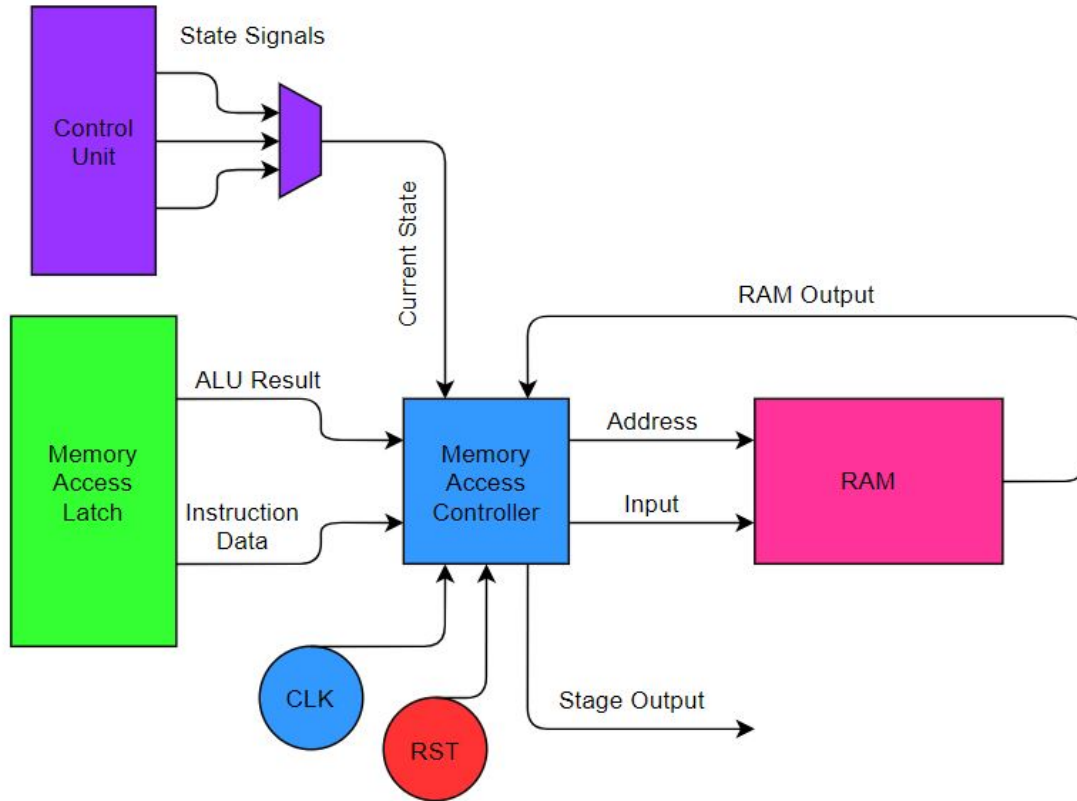 State Signals
Control
Unit
Current State
RAM Output
ALU Result
Memory
Access
Latch
Instruction
Data
Memory
Access
Controller
Address
Input
RAM
CLK
RST
Stage Output